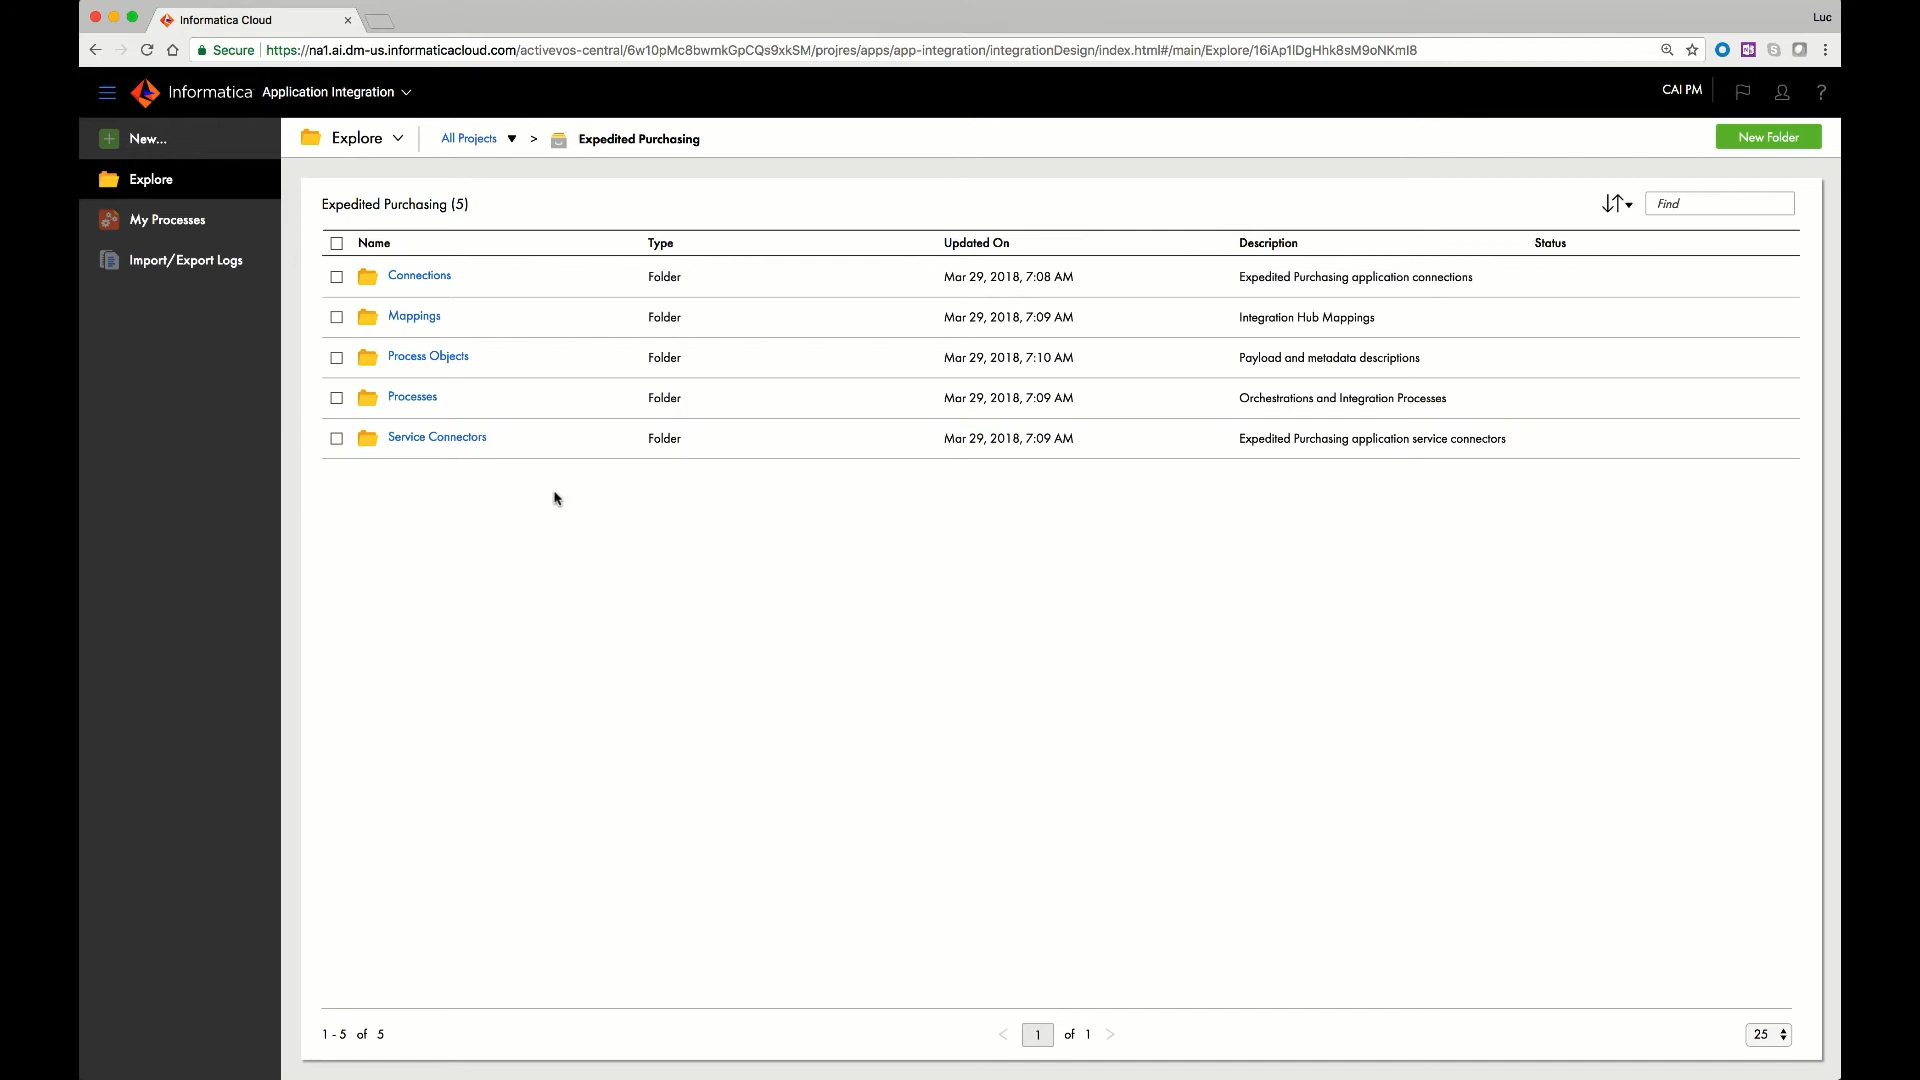 Informatica Cloud
Luc
Secure https://na1.ai.dm-us.informaticacloud.com/activevos-central/6w10pMc8bwmkGpCQs9xkSM/projres/apps/app-integration/integrationDesign/index.html#/main/Explore/16iAp1lDgHhk8sM9oNKmI8
Informatica Application Integration
CAI PM
New...
Explore
My Processes
Import/Export Logs
Explore All Projects > Expedited Purchasing
New Folder
Expedited Purchasing (5)
Find
Name Type Updated On Description Status
Connections Folder Mar 29, 2018, 7:08 AM Expedited Purchasing application connections
Mappings Folder Mar 29, 2018, 7:09 AM Integration Hub Mappings
Process Objects Folder Mar 29, 2018, 7:10 AM Payload and metadata descriptions
Processes Folder Mar 29, 2018, 7:09 AM Orchestrations and Integration Processes
Service Connectors Folder Mar 29, 2018, 7:09 AM Expedited Purchasing application service connectors
1 - 5 of 5
1 of 1
25